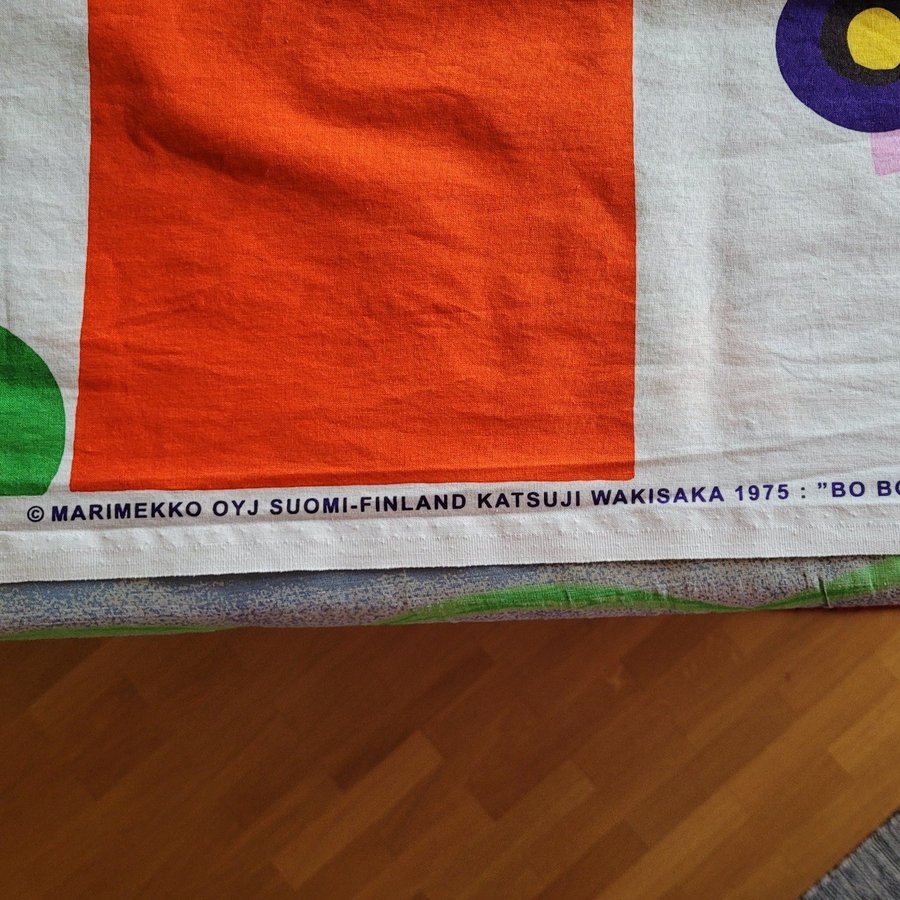 © MARIMEKKO OYJ SUOMI-FINLAND KATSUJI WAKISAKA 1975 : ”BO BO